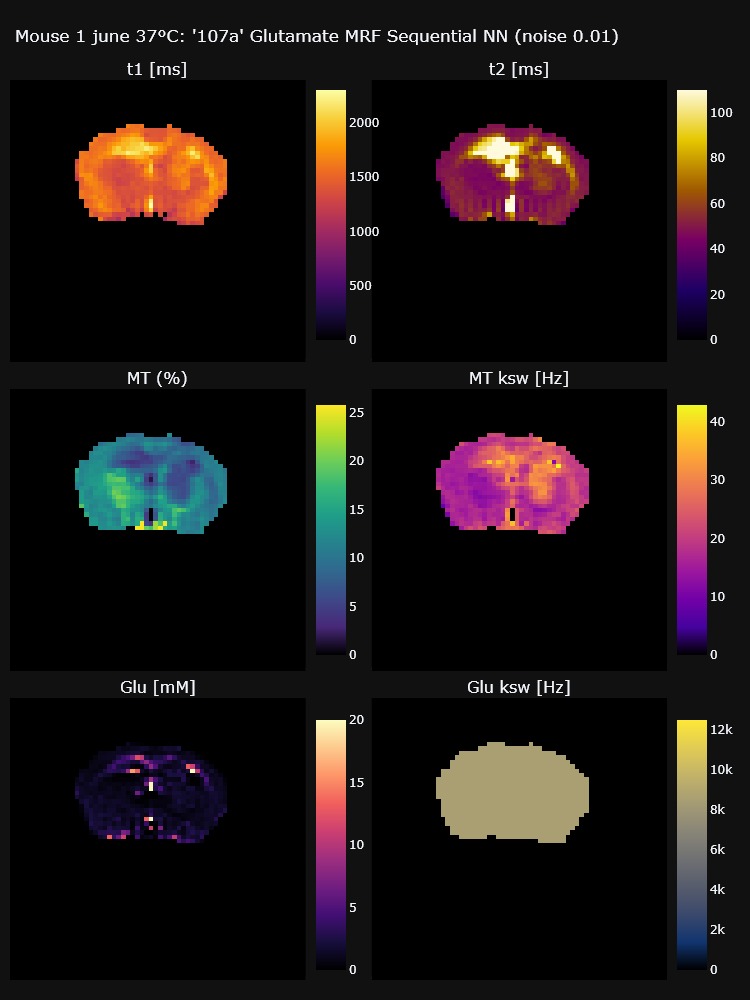 Mouse 1 june 37ºC: '107a' Glutamate MRF Sequential NN (noise 0.01)
t1 [ms]
t2 [ms]
2000
1500
1000
500
0
100
80
60
40
20
0
MT (%)
MT ksw [Hz]
25
20
15
10
5
0
40
30
20
10
0
Glu [mM]
Glu ksw [Hz]
20
15
10
5
0
12k
10k
8k
6k
4k
2k
0